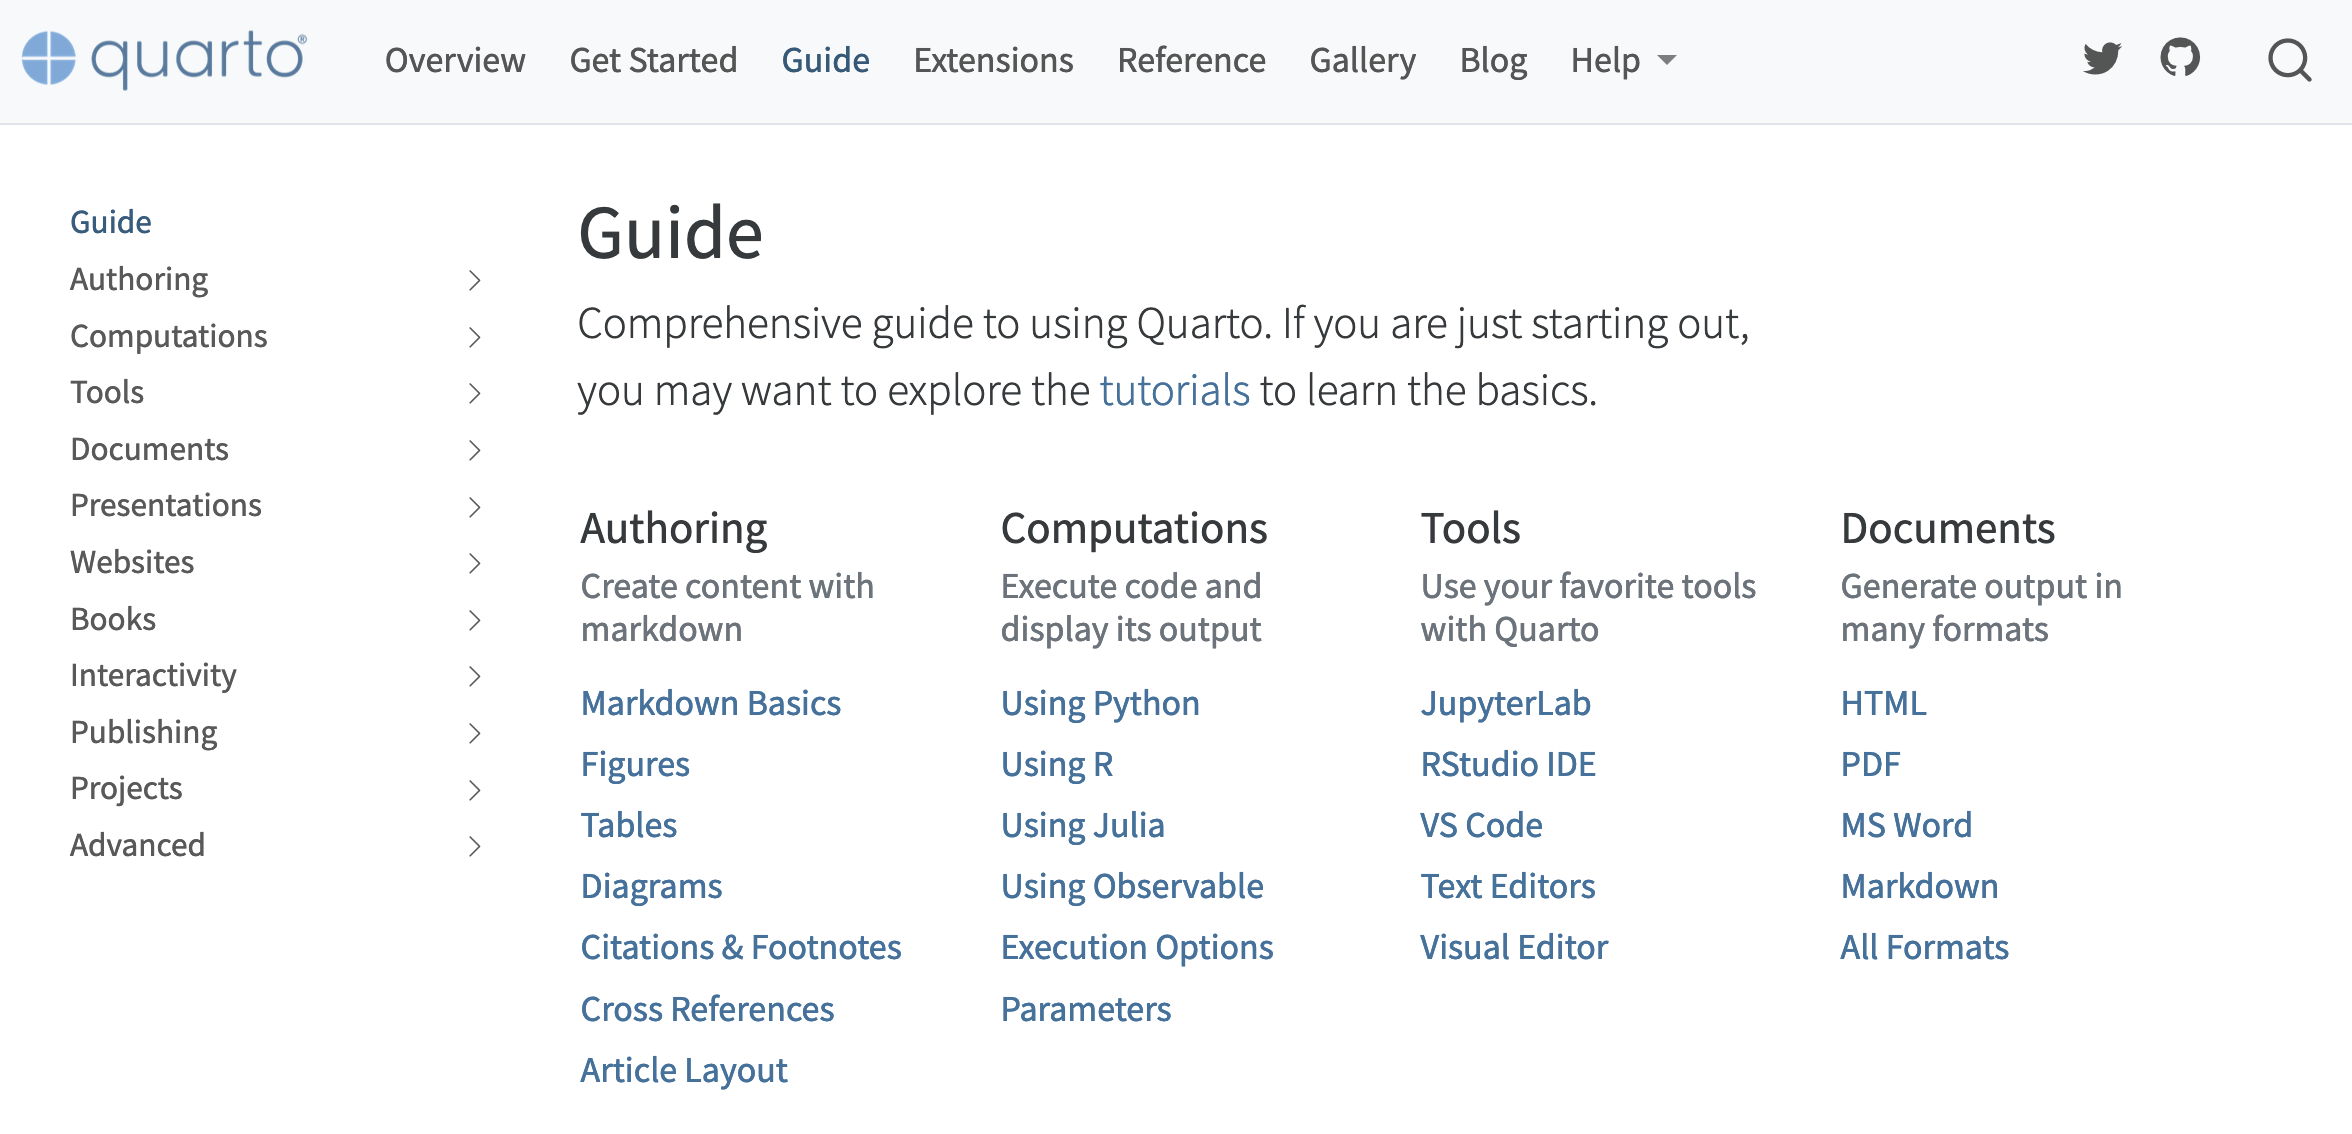 quarto®
Overview Get Started Guide Extensions Reference Gallery Blog Help
Guide
Authoring
Computations
Tools
Documents
Presentations
Websites
Books
Interactivity
Publishing
Projects
Advanced
Guide
Comprehensive guide to using Quarto. If you are just starting out,
you may want to explore the tutorials to learn the basics.
Authoring
Create content with
markdown
Markdown Basics
Figures
Tables
Diagrams
Citations & Footnotes
Cross References
Article Layout
Computations
Execute code and
display its output
Using Python
Using R
Using Julia
Using Observable
Execution Options
Parameters
Tools
Use your favorite tools
with Quarto
JupyterLab
RStudio IDE
VS Code
Text Editors
Visual Editor
Documents
Generate output in
many formats
HTML
PDF
MS Word
Markdown
All Formats